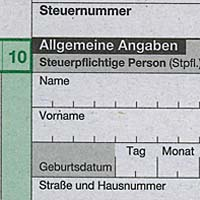 Steuernummer
10 Allgemeine Angaben
Steuerpflichtige Person (Stpfl.
Name
Vorname
Tag Monat
Geburtsdatum
Straße und Hausnummer